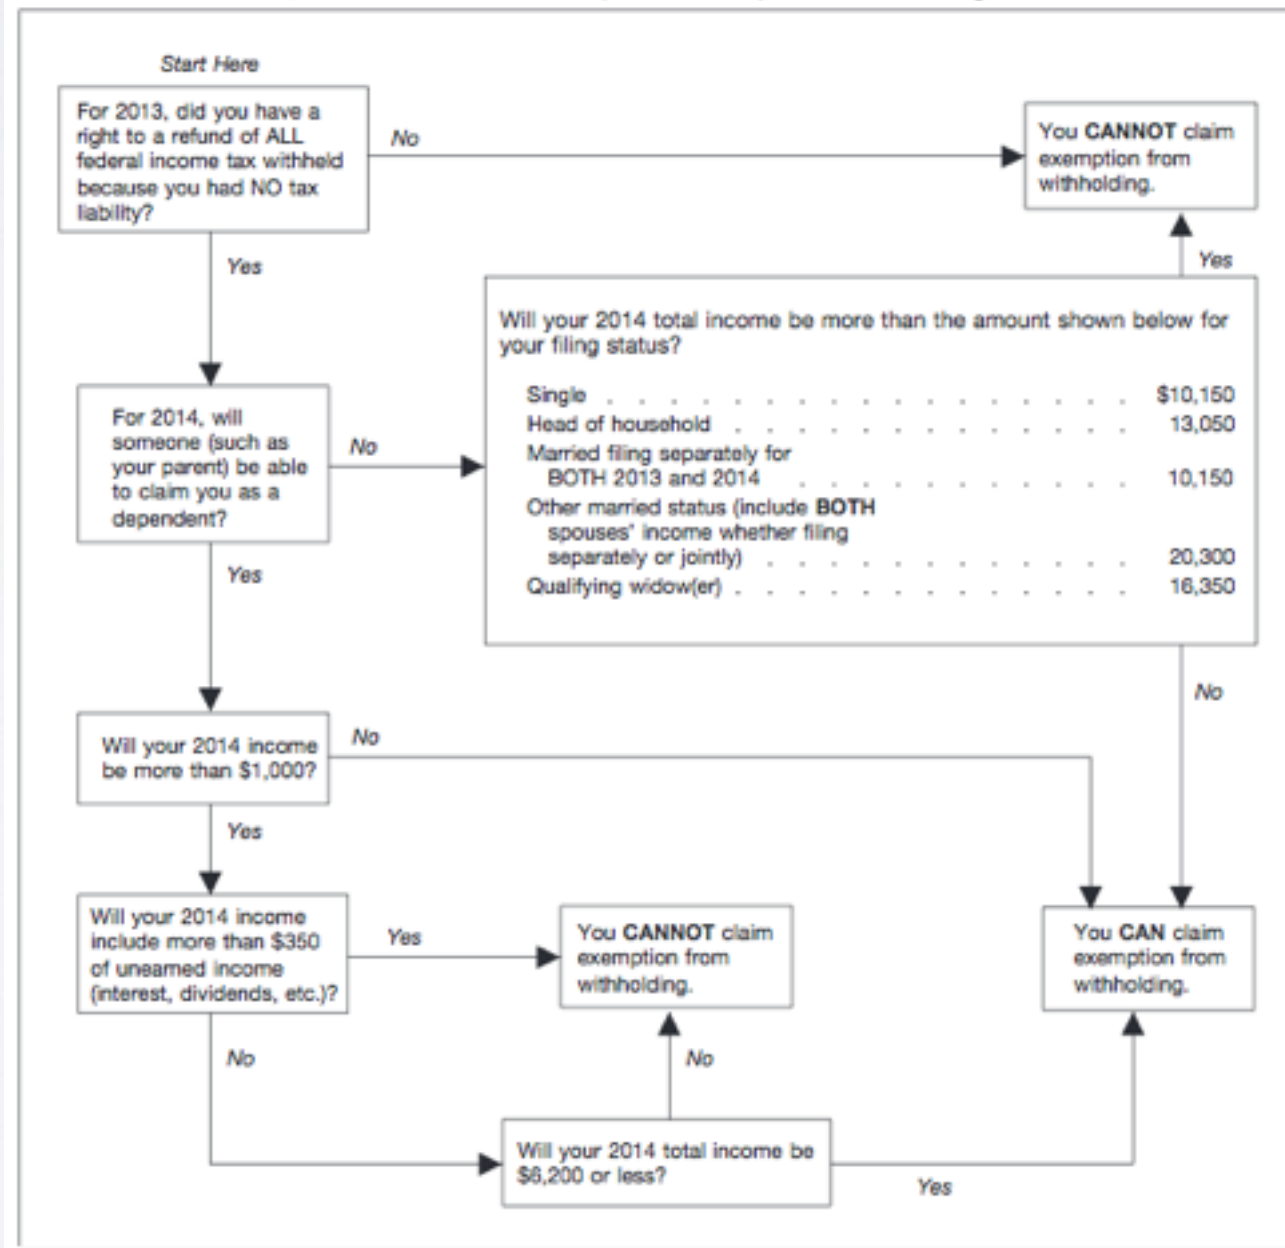 Start Here
For 2013, did you have a
right to a refund of ALL
federal income tax withheld
because you had NO tax
liability?
No
You CANNOT claim
exemption from
withholding.
Yes
Yes
Will your 2014 total income be more than the amount shown below for
your filing status?
Single . . . . . . . . . . . . . . . . . $10,150
Head of household . . . . . . . . . . . . . 13,050
Married filing separately for
BOTH 2013 and 2014 . . . . . . . . . . . 10,150
Other married status (include BOTH
spouses' income whether filing
separately or jointly) . . . . . . . . . . . . 20,300
Qualifying widow(er) . . . . . . . . . . . . . 16,350
For 2014, will
someone (such as
your parent) be able
to claim you as a
dependent?
No
Yes
No
Will your 2014 income
be more than $1,000?
No
Yes
Will your 2014 income
include more than $350
of unearned income
(interest, dividends, etc.)?
Yes
You CANNOT claim
exemption from
withholding.
You CAN claim
exemption from
withholding.
No
No
Will your 2014 total income be
$6,200 or less?
Yes